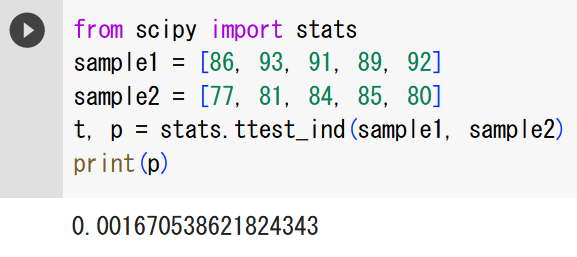 from scipy import stats
sample1 = [86, 93, 91, 89, 92]
sample2 = [77, 81, 84, 85, 80]
t, p = stats.ttest_ind(sample1, sample2)
print(p)
0.001670538621824343